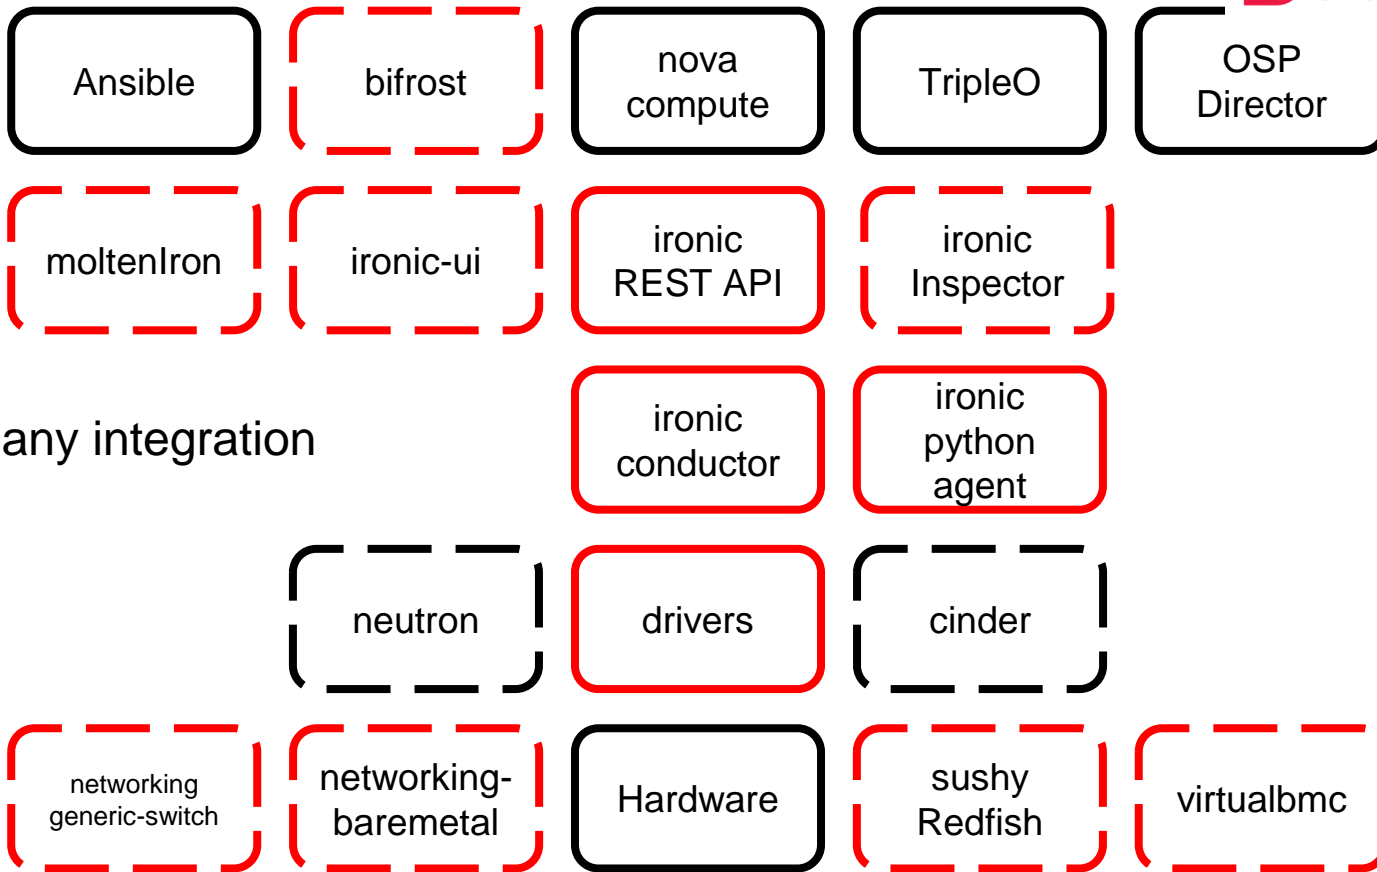 Ansible
bifrost
nova
compute
TripleO
OSP
Director
moltenIron
ironic-ui
ironic
REST API
ironic
Inspector
any integration
ironic
conductor
ironic
python
agent
neutron
drivers
cinder
networking
generic-switch
networking-
baremetal
Hardware
sushy
Redfish
virtualbmc